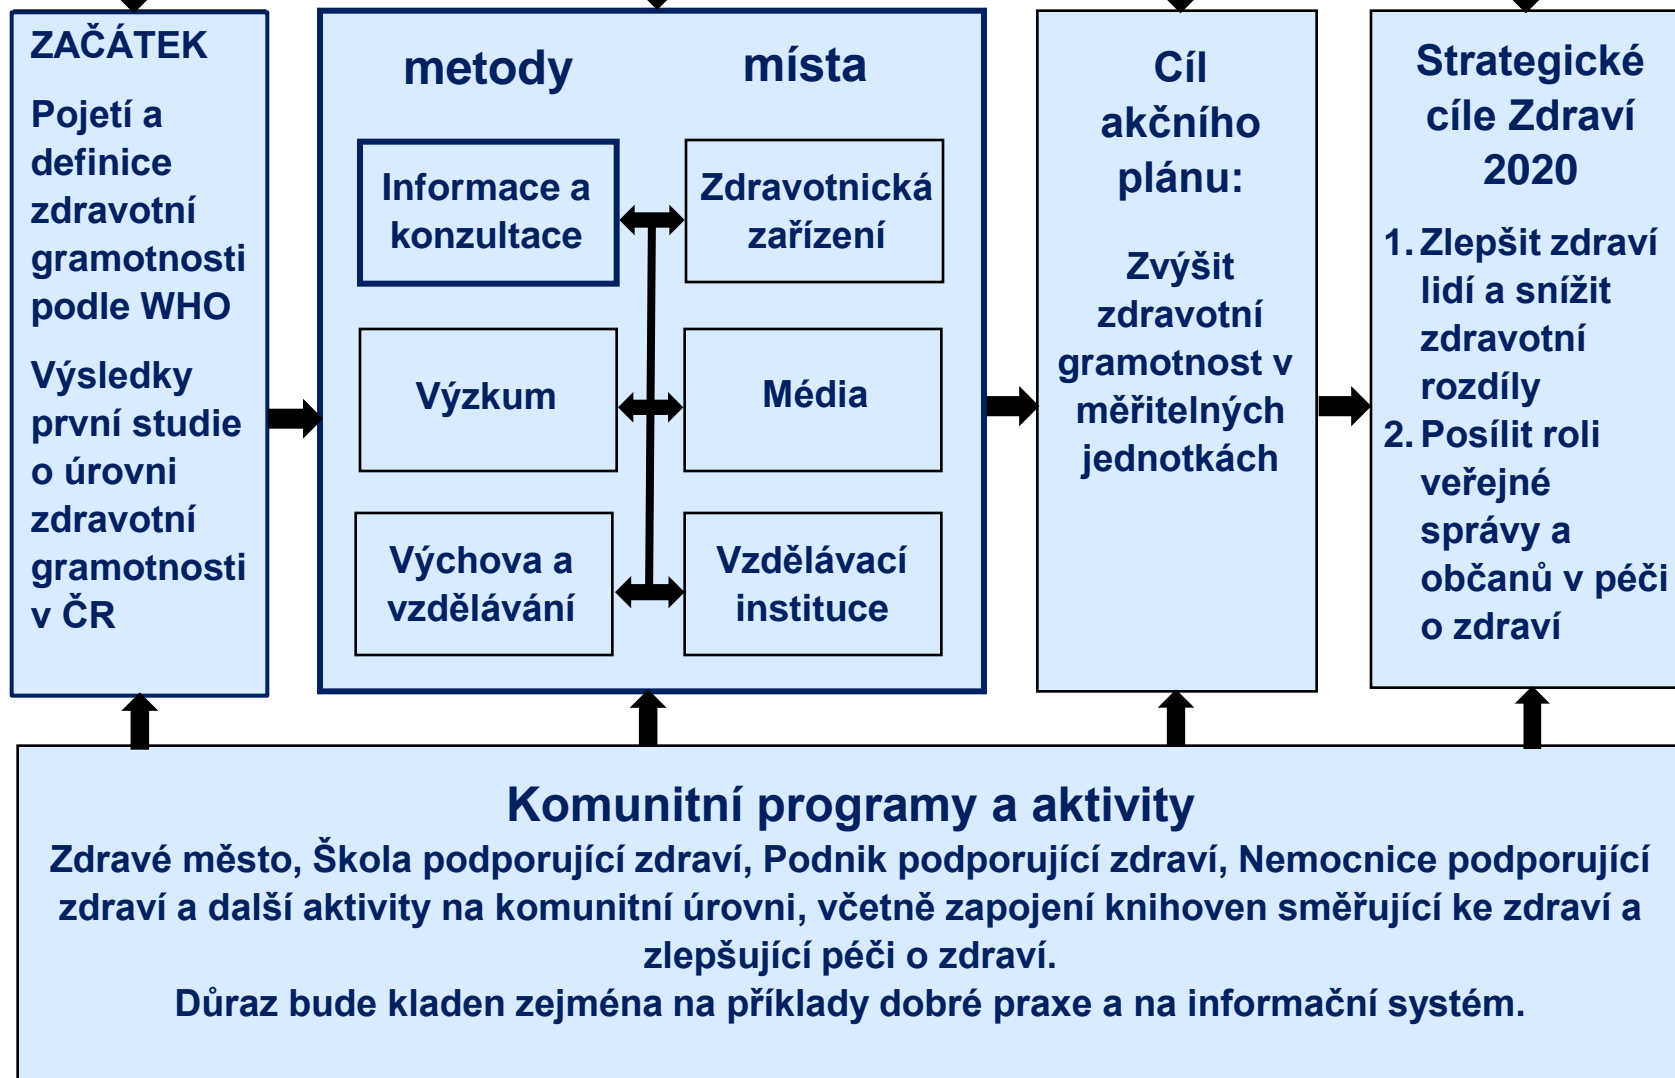 ZAČÁTEK
Pojetí a
definice
zdravotní
gramotnosti
podle WHO
Výsledky
první studie
o úrovni
zdravotní
gramotnosti
v ČR
metody
místa
Informace a
konzultace
Zdravotnická
zařízení
Výzkum
Média
Výchova a
vzdělávání
Vzdělávací
instituce
Cíl
akčního
plánu:
Zvýšit
zdravotní
gramotnost v
měřitelných
jednotkách
Strategické
cíle Zdraví
2020
1. Zlepšit zdraví
lidí a snížit
zdravotní
rozdíly
2. Posílit roli
veřejné
správy a
občanů v péči
o zdraví
Komunitní programy a aktivity
Zdravé město, Škola podporující zdraví, Podnik podporující zdraví, Nemocnice podporující
zdraví a další aktivity na komunitní úrovni, včetně zapojení knihoven směřující ke zdraví a
zlepšující péči o zdraví.
Důraz bude kladen zejména na příklady dobré praxe a na informační systém.